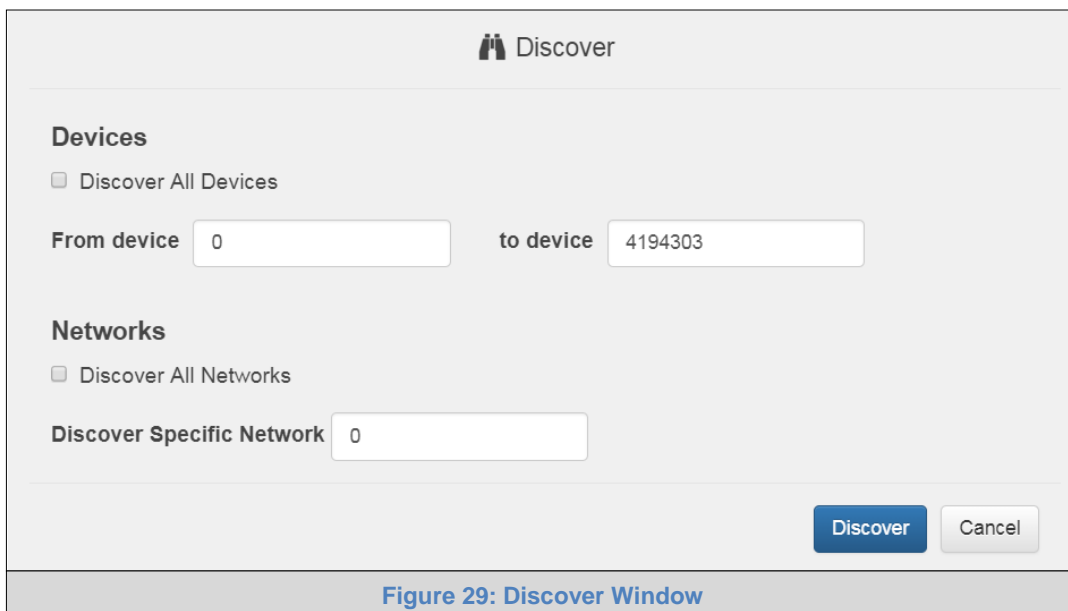 Discover
Devices
Discover All Devices
From device 0 to device 4194303
Networks
Discover All Networks
Discover Specific Network 0
Discover Cancel
Figure 29: Discover Window